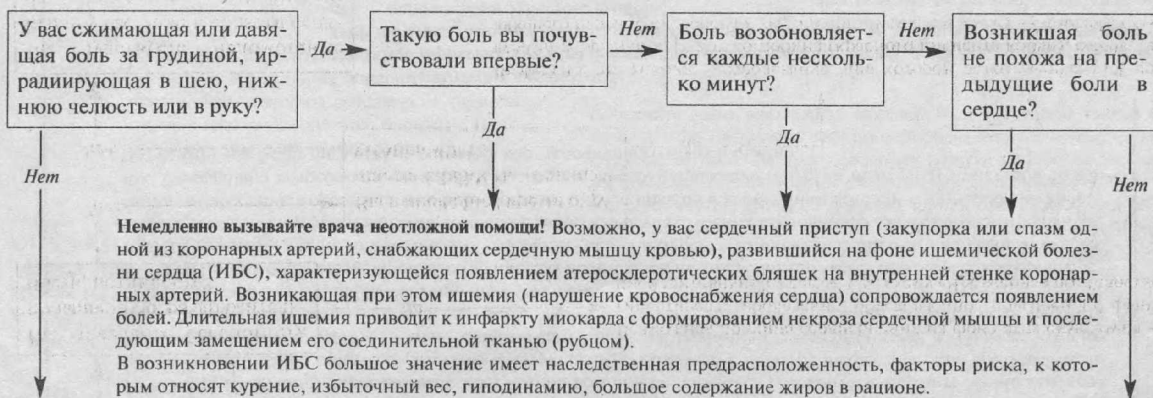 У вас сжимающая или давя-
щая боль за грудиной, ир-
радиирующая в шею, ниж-
нюю челюсть или в руку?
Да
Такую боль вы почув-
ствовали впервые?
Нет
Боль возобновляет-
ся каждые несколь-
ко минут?
Нет
Возникшая боль
не похожа на пре-
дыдущие боли в
сердце?
Да
Да
Да
Нет
Нет
Немедленно вызывайте врача неотложной помощи! Возможно, у вас сердечный приступ (закупорка или спазм од-
ной из коронарных артерий, снабжающих сердечную мышцу кровью), развившийся на фоне ишемической болез-
ни сердца (ИБС), характеризующейся появлением атеросклеротических бляшек на внутренней стенке коронар-
ных артерий. Возникающая при этом ишемия (нарушение кровоснабжения сердца) сопровождается появлением
болей. Длительная ишемия приводит к инфаркту миокарда с формированием некроза сердечной мышцы и после-
дующим замещением его соединительной тканью (рубцом).
В возникновении ИБС большое значение имеет наследственная предрасположенность, факторы риска, к кото-
рым относят курение, избыточный вес, гиподинамию, большое содержание жиров в рационе.